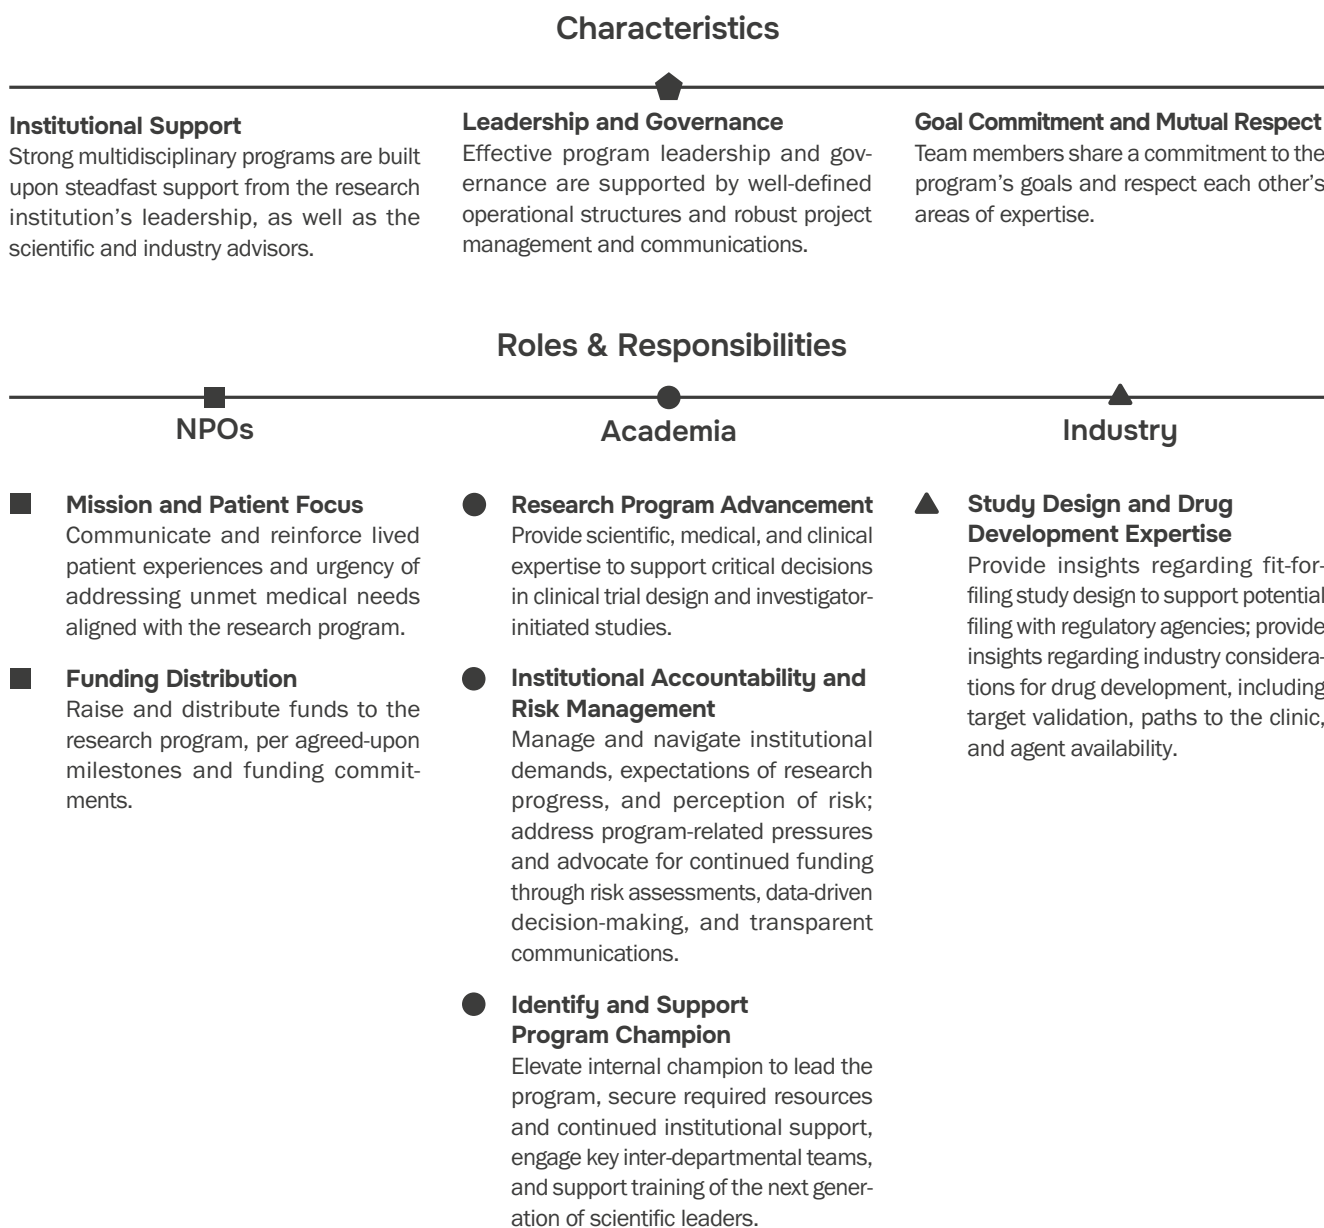 Characteristics
Institutional Support
Strong multidisciplinary programs are built
upon steadfast support from the research
institution’s leadership, as well as the
scientific and industry advisors.
Leadership and Governance
Effective program leadership and gov-
ernance are supported by well-defined
operational structures and robust project
management and communications.
Goal Commitment and Mutual Respect
Team members share a commitment to the
program’s goals and respect each other’s
areas of expertise.
Roles & Responsibilities
NPOs
Mission and Patient Focus
Communicate and reinforce lived
patient experiences and urgency of
addressing unmet medical needs
aligned with the research program.
Funding Distribution
Raise and distribute funds to the
research program, per agreed-upon
milestones and funding commit-
ments.
Academia
Research Program Advancement
Provide scientific, medical, and clinical
expertise to support critical decisions
in clinical trial design and investigator-
initiated studies.
Institutional Accountability and
Risk Management
Manage and navigate institutional
demands, expectations of research
progress, and perception of risk;
address program-related pressures
and advocate for continued funding
through risk assessments, data-driven
decision-making, and transparent
communications.
Identify and Support
Program Champion
Elevate internal champion to lead the
program, secure required resources
and continued institutional support,
engage key inter-departmental teams,
and support training of the next gener-
ation of scientific leaders.
Industry
Study Design and Drug
Development Expertise
Provide insights regarding fit-for-
filing study design to support potential
filing with regulatory agencies; provide
insights regarding industry considera-
tions for drug development, including
target validation, paths to the clinic,
and agent availability.